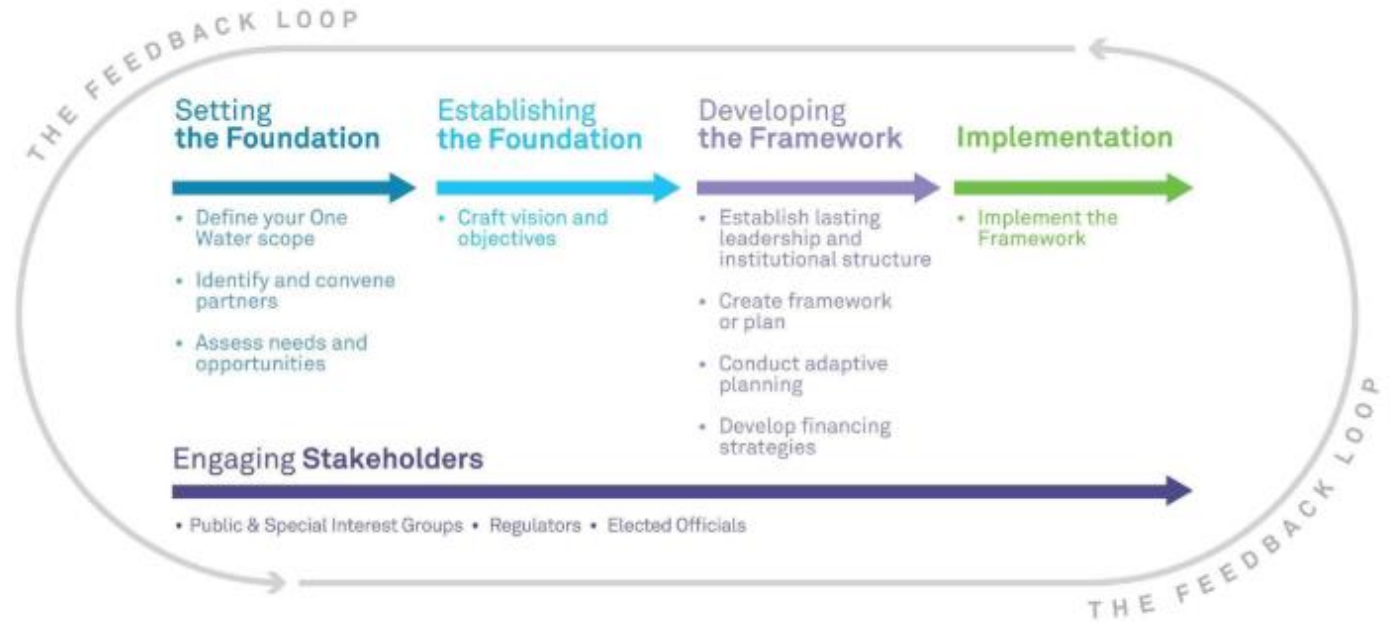 THE FEEDBACK LOOP
Setting
the Foundation
• Define your One
Water scope
• Identify and convene
partners
• Assess needs and
opportunities
Establishing
the Foundation
• Craft vision and
objectives
Developing
the Framework
• Establish lasting
leadership and
institutional structure
• Create framework
or plan
• Conduct adaptive
planning
• Develop financing
strategies
Implementation
• Implement the
Framework
Engaging Stakeholders
• Public & Special Interest Groups • Regulators • Elected Officials
THE FEEDBACK LOOP